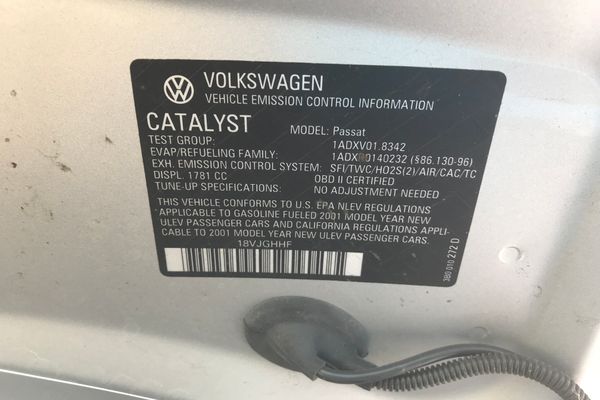 VOLKSWAGEN
VEHICLE EMISSION CONTROL INFORMATION
CATALYST MODEL: Passat
TEST GROUP: 1ADXV01.8342
EVAP/REFUELING FAMILY: 1ADXR0140232 (§86.130-96)
EXH. EMISSION CONTROL SYSTEM: SFI/TWC/HO2S(2)/AIR/CAC/TC
DISPL. 1781 CC OBD II CERTIFIED
TUNE-UP SPECIFICATIONS: NO ADJUSTMENT NEEDED
THIS VEHICLE CONFORMS TO U.S. EPA NLEV REGULATIONS
APPLICABLE TO GASOLINE FUELED 2001 MODEL YEAR NEW
ULEV PASSENGER CARS AND CALIFORNIA REGULATIONS APPLI-
CABLE TO 2001 MODEL YEAR NEW ULEV PASSENGER CARS.
18VJGHHF
3B0 010 272 D